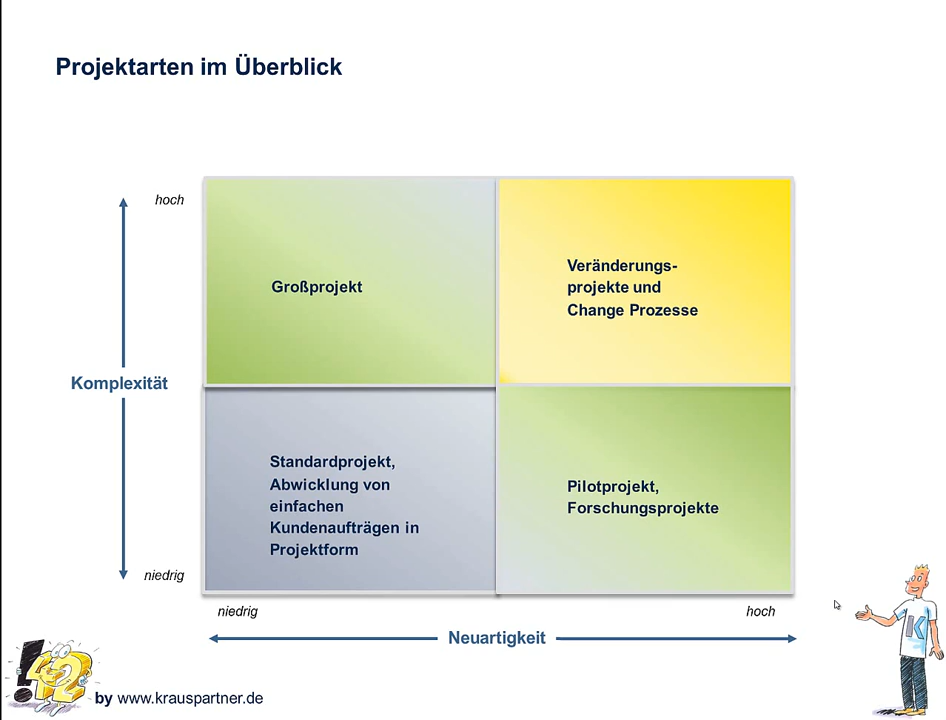 Projektarten im Überblick
hoch
Großprojekt
Veränderungs-
projekte und
Change Prozesse
Komplexität
Standardprojekt,
Abwicklung von
einfachen
Kundenaufträgen in
Projektform
Pilotprojekt,
Forschungsprojekte
niedrig
niedrig
hoch
Neuartigkeit
!42
K
by www.krauspartner.de